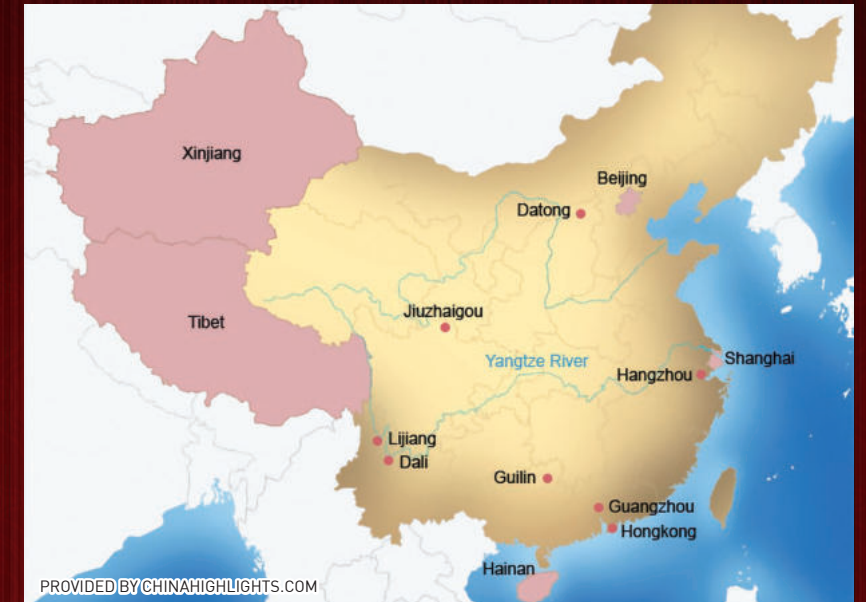 Xinjiang
Beijing
Datong
Jiuzhaigou
Tibet
Yangtze River
Shanghai
Hangzhou
Lijiang
Dali
Guilin
Guangzhou
Hongkong
Hainan
PROVIDED BY CHINAHIGHLIGHTS.COM